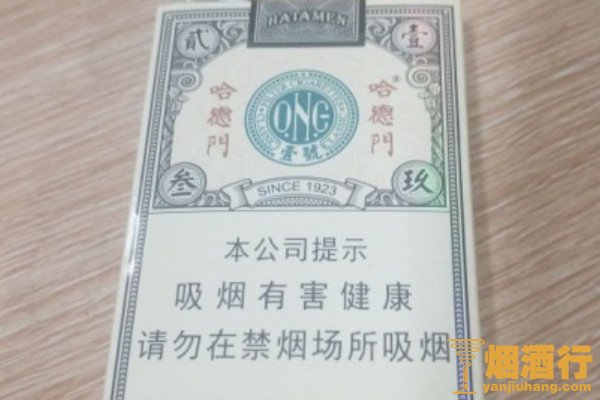 HATAMEN
貳
壹
哈德門
哈德門®
O.NE
壹號
SINCE 1923
叁
玖
本公司提示
吸烟有害健康
请勿在禁烟场所吸烟
烟酒行
yanjiuhang.com